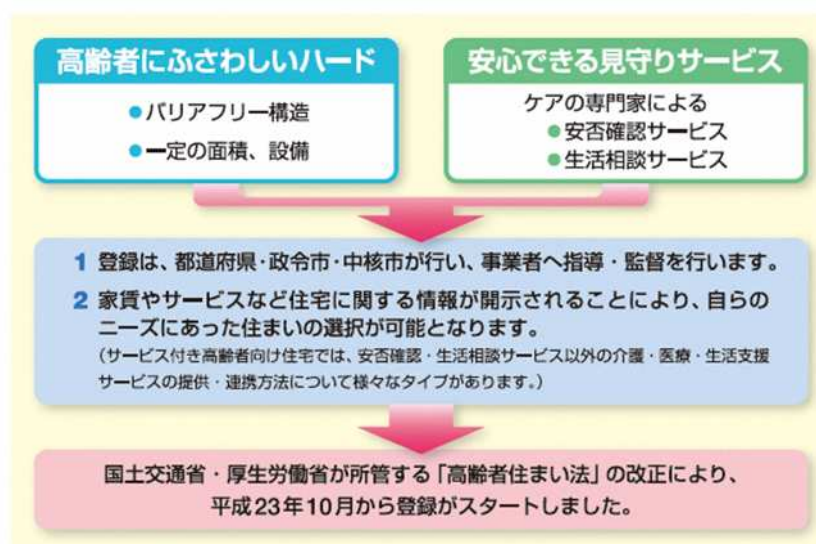 高齢者にふさわしいハード
●バリアフリー構造
●一定の面積、設備
安心できる見守りサービス
ケアの専門家による
●安否確認サービス
●生活相談サービス
1 登録は、都道府県・政令市・中核市が行い、事業者へ指導・監督を行います。
2 家賃やサービスなど住宅に関する情報が開示されることにより、自らの
ニーズにあった住まいの選択が可能となります。
(サービス付き高齢者向け住宅では、安否確認・生活相談サービス以外の介護・医療・生活支援
サービスの提供・連携方法について様々なタイプがあります。)
国土交通省・厚生労働省が所管する「高齢者住まい法」の改正により、
平成23年10月から登録がスタートしました。